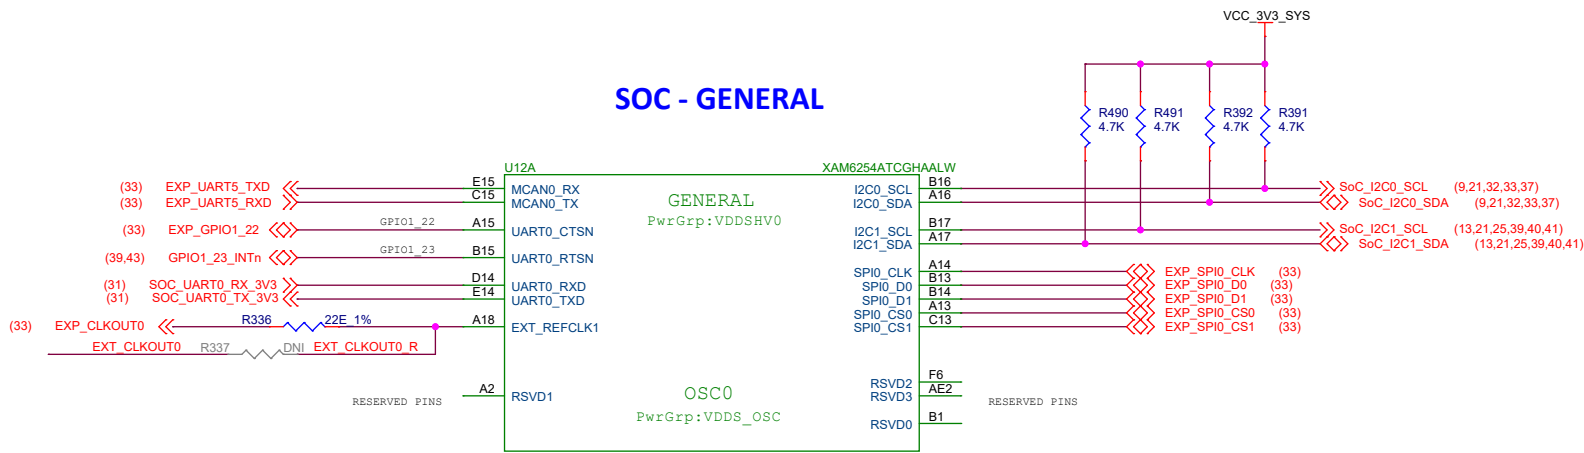 VCC_3V3_SYS
SOC - GENERAL
R490 R491 R392 R391
4.7K 4.7K 4.7K 4.7K
U12A XAM6254ATCGHAALW
GENERAL
PwrGrp:VDDSHV0
(33) EXP_UART5_TXD E15 MCAN0_RX
(33) EXP_UART5_RXD C15 MCAN0_TX
(33) EXP_GPIO1_22 GPIO1_22 A15 UART0_CTSN
(39,43) GPIO1_23_INTn GPIO1_23 B15 UART0_RTSN
(31) SOC_UART0_RX_3V3 D14 UART0_RXD
(31) SOC_UART0_TX_3V3 E14 UART0_TXD
(33) EXP_CLKOUT0 R336 22E_1% A18 EXT_REFCLK1
EXT_CLKOUT0 R337 DNI EXT_CLKOUT0_R
RESERVED PINS A2 RSVD1
I2C0_SCL B16 SoC_I2C0_SCL (9,21,32,33,37)
I2C0_SDA A16 SoC_I2C0_SDA (9,21,32,33,37)
I2C1_SCL B17 SoC_I2C1_SCL (13,21,25,39,40,41)
I2C1_SDA A17 SoC_I2C1_SDA (13,21,25,39,40,41)
SPI0_CLK A14 EXP_SPI0_CLK (33)
SPI0_D0 B13 EXP_SPI0_D0 (33)
SPI0_D1 B14 EXP_SPI0_D1 (33)
SPI0_CS0 A13 EXP_SPI0_CS0 (33)
SPI0_CS1 C13 EXP_SPI0_CS1 (33)
OSC0
PwrGrp:VDDS_OSC
RSVD2 F6
RSVD3 AE2 RESERVED PINS
RSVD0 B1